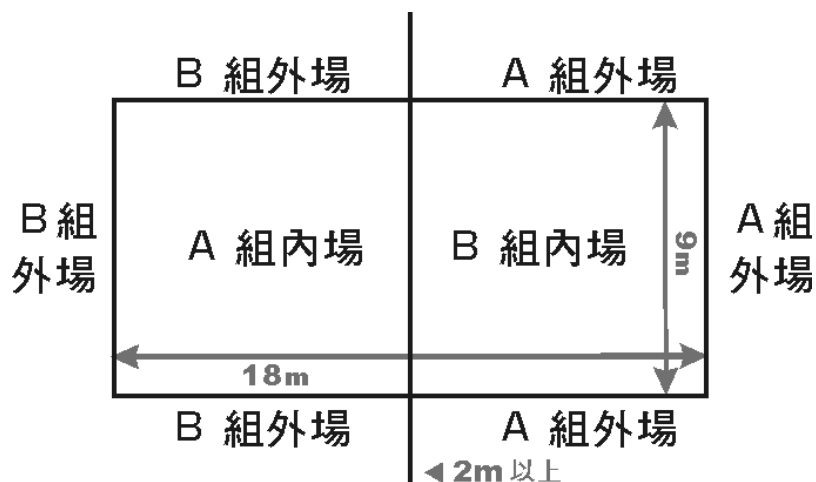 B 組外場
A 組外場
B組
外場
A 組內場
B 組內場
9m
A組
外場
18m
B 組外場
A 組外場
◀2m 以上